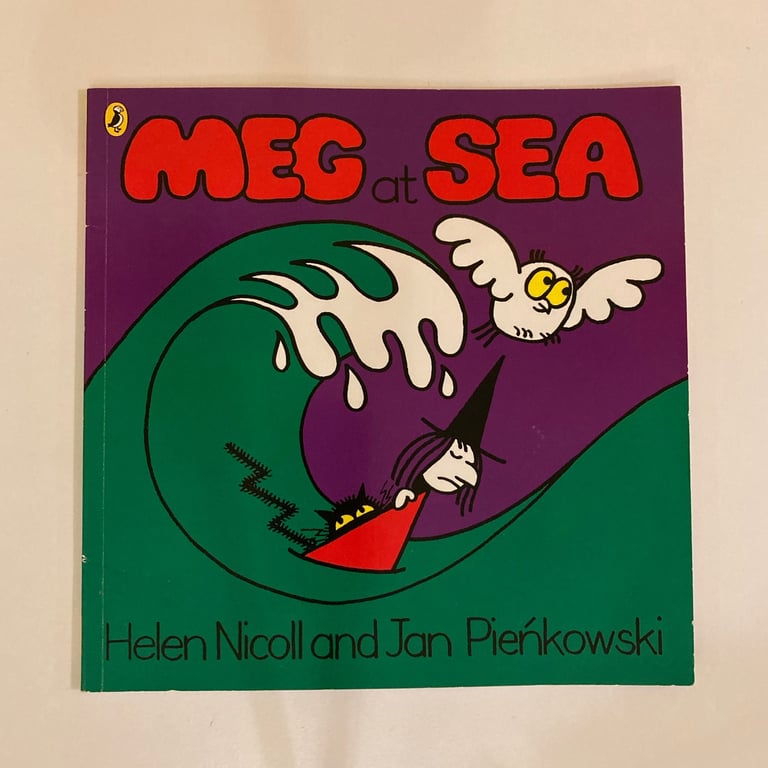 MEG at SEA
Helen Nicoll and Jan Pieńkowski